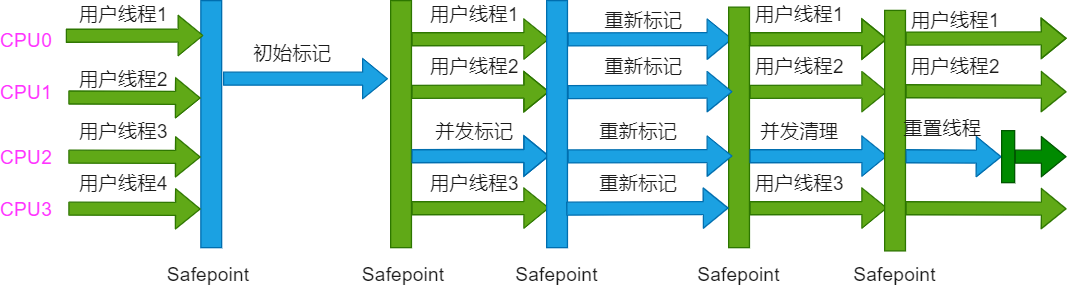 CPU0 用户线程1 初始标记 用户线程1 重新标记 用户线程1 用户线程1
CPU1 用户线程2 用户线程2 重新标记 用户线程2 用户线程2
CPU2 用户线程3 并发标记 重新标记 并发清理 重置线程
CPU3 用户线程4 用户线程3 重新标记 用户线程3
Safepoint Safepoint Safepoint Safepoint Safepoint